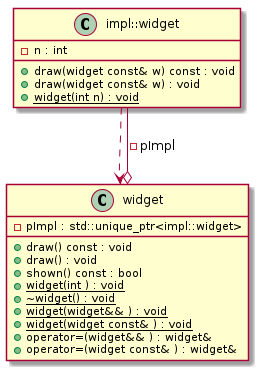 C impl::widget
n : int
draw(widget const& w) const : void
draw(widget const& w) : void
widget(int n) : void
pImpl
C widget
pImpl : std::unique_ptr<impl::widget>
draw() const : void
draw() : void
shown() const : bool
widget(int ) : void
~widget() : void
widget(widget&& ) : void
widget(widget const& ) : void
operator=(widget&& ) : widget&
operator=(widget const& ) : widget&